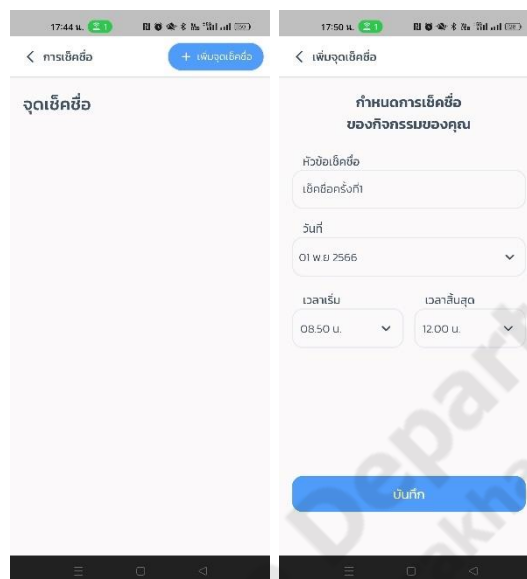 17:44 น.
การเช็คชื่อ
+ เพิ่มจุดเช็คชื่อ
จุดเช็คชื่อ
17:50 น.
เพิ่มจุดเช็คชื่อ
กำหนดการเช็คชื่อ
ของกิจกรรมของคุณ
หัวข้อเช็คชื่อ
เช็คชื่อครั้งที่1
วันที่
01 พ.ย 2566
เวลาเริ่ม
เวลาสิ้นสุด
08.50 น.
12.00 น.
บันทึก
Depart